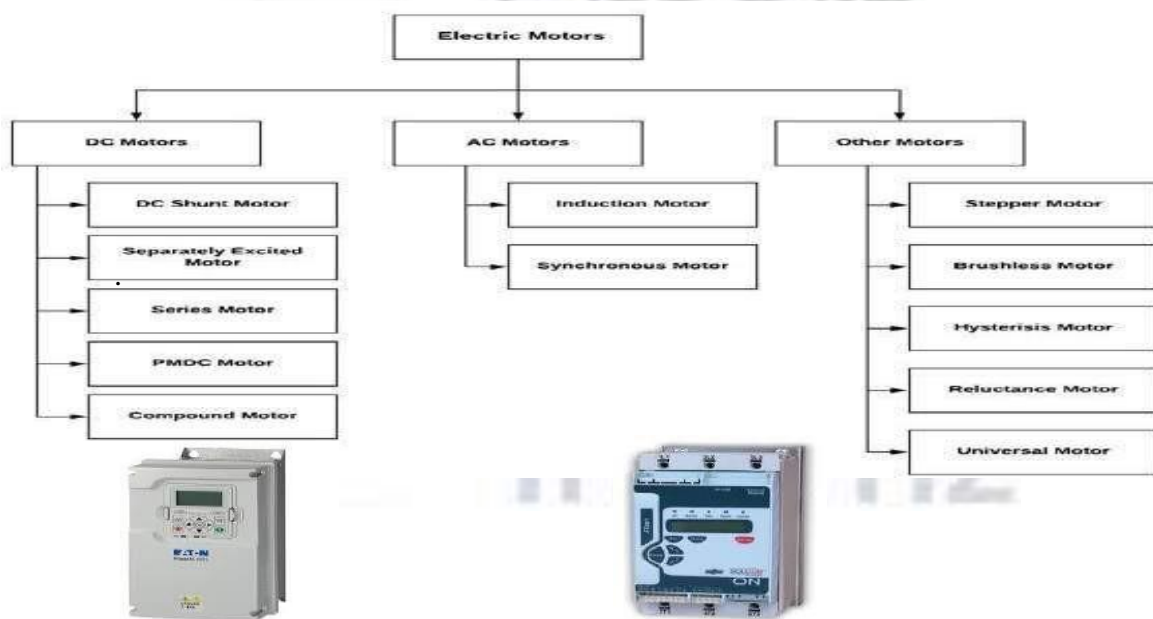 Electric Motors
DC Motors
AC Motors
Other Motors
DC Shunt Motor
Separately Excited
Motor
Series Motor
PMDC Motor
Compound Motor
Induction Motor
Synchronous Motor
Stepper Motor
Brushless Motor
Hysterisis Motor
Reluctance Motor
Universal Motor
EATON
ON